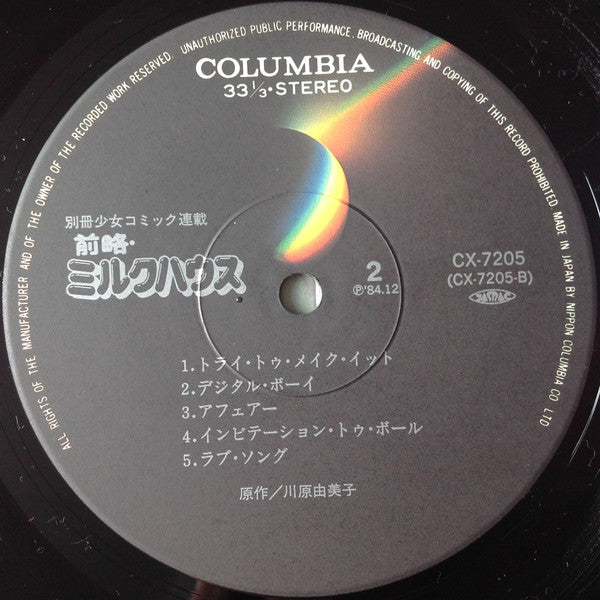 ALL RIGHTS OF THE MANUFACTURER AND OF THE OWNER OF THE RECORDED WORK RESERVED. UNAUTHORIZED PUBLIC PERFORMANCE, BROADCASTING AND COPYING OF THIS RECORD PROHIBITED. MADE IN JAPAN BY NIPPON COLUMBIA CO. LTD
COLUMBIA
33 1/3・STEREO
別冊少女コミック連載
前略・
ミルクハウス
2
Ⓟ'84.12
CX-7205
(CX-7205-B)
JASRAC
1.トライ・トゥ・メイク・イット
2.デジタル・ボーイ
3.アフェアー
4.インビテーション・トゥ・ボール
5.ラブ・ソング
原作／川原由美子